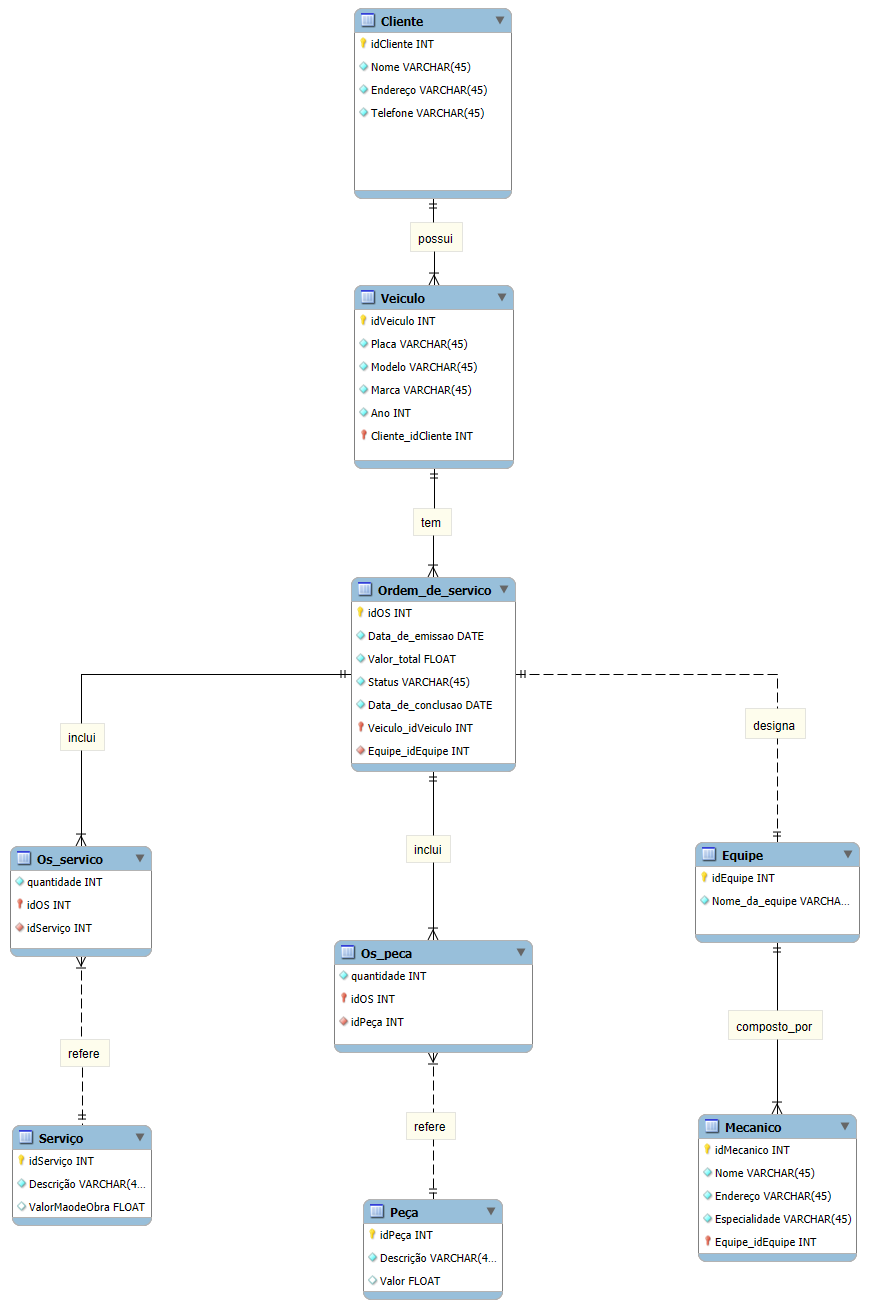 Cliente
idCliente INT
Nome VARCHAR(45)
Endereço VARCHAR(45)
Telefone VARCHAR(45)
possui
Veiculo
idVeiculo INT
Placa VARCHAR(45)
Modelo VARCHAR(45)
Marca VARCHAR(45)
Ano INT
Cliente_idCliente INT
tem
Ordem_de_servico
idOS INT
Data_de_emissao DATE
Valor_total FLOAT
Status VARCHAR(45)
Data_de_conclusao DATE
Veiculo_idVeiculo INT
Equipe_idEquipe INT
inclui
inclui
designa
Os_servico
quantidade INT
idOS INT
idServiço INT
refere
Serviço
idServiço INT
Descrição VARCHAR(4...
ValorMaodeObra FLOAT
Os_peca
quantidade INT
idOS INT
idPeça INT
refere
Peça
idPeça INT
Descrição VARCHAR(4...
Valor FLOAT
Equipe
idEquipe INT
Nome_da_equipe VARCHA...
composto_por
Mecanico
idMecanico INT
Nome VARCHAR(45)
Endereço VARCHAR(45)
Especialidade VARCHAR(45)
Equipe_idEquipe INT